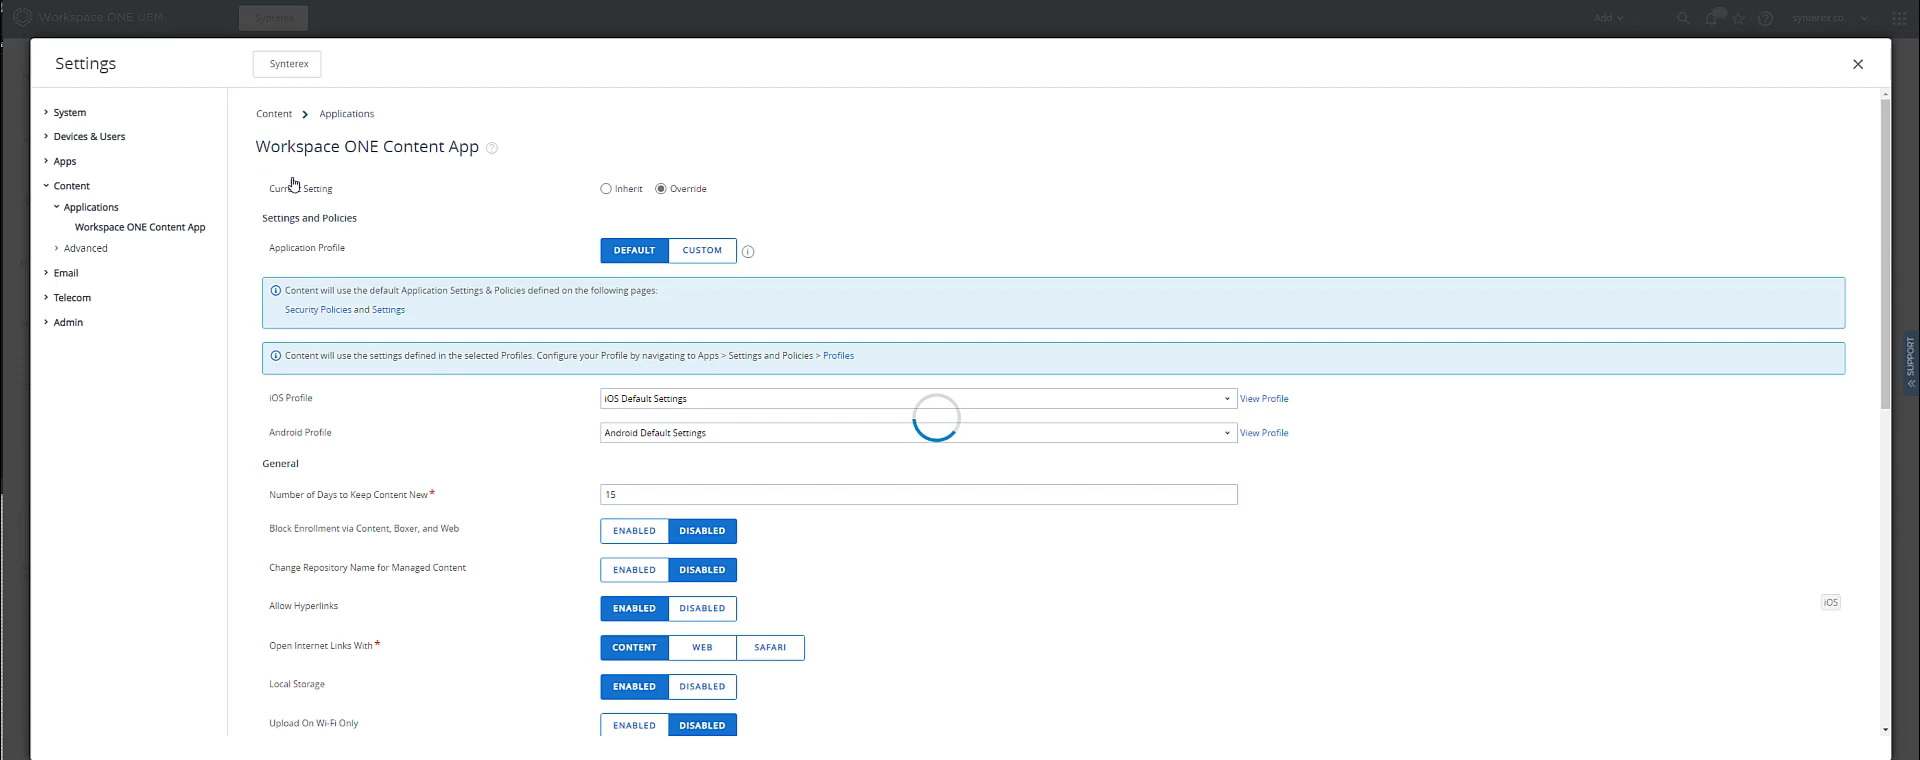 Workspace ONE UEM
Synterex
Add
synterex.co...
Settings
Synterex
System
Devices & Users
Apps
Content
Applications
Workspace ONE Content App
Advanced
Email
Telecom
Admin
Content > Applications
Workspace ONE Content App
Setting
Inherit Override
Settings and Policies
Application Profile
DEFAULT CUSTOM
Content will use the default Application Settings & Policies defined on the following pages:
Security Policies and Settings
Content will use the settings defined in the selected Profiles. Configure your Profile by navigating to Apps > Settings and Policies > Profiles
iOS Profile
iOS Default Settings
View Profile
Android Profile
Android Default Settings
View Profile
General
Number of Days to Keep Content New*
15
Block Enrollment via Content, Boxer, and Web
ENABLED DISABLED
Change Repository Name for Managed Content
ENABLED DISABLED
Allow Hyperlinks
ENABLED DISABLED
iOS
Open Internet Links With*
CONTENT WEB SAFARI
Local Storage
ENABLED DISABLED
Upload On Wi-Fi Only
ENABLED DISABLED
SUPPORT